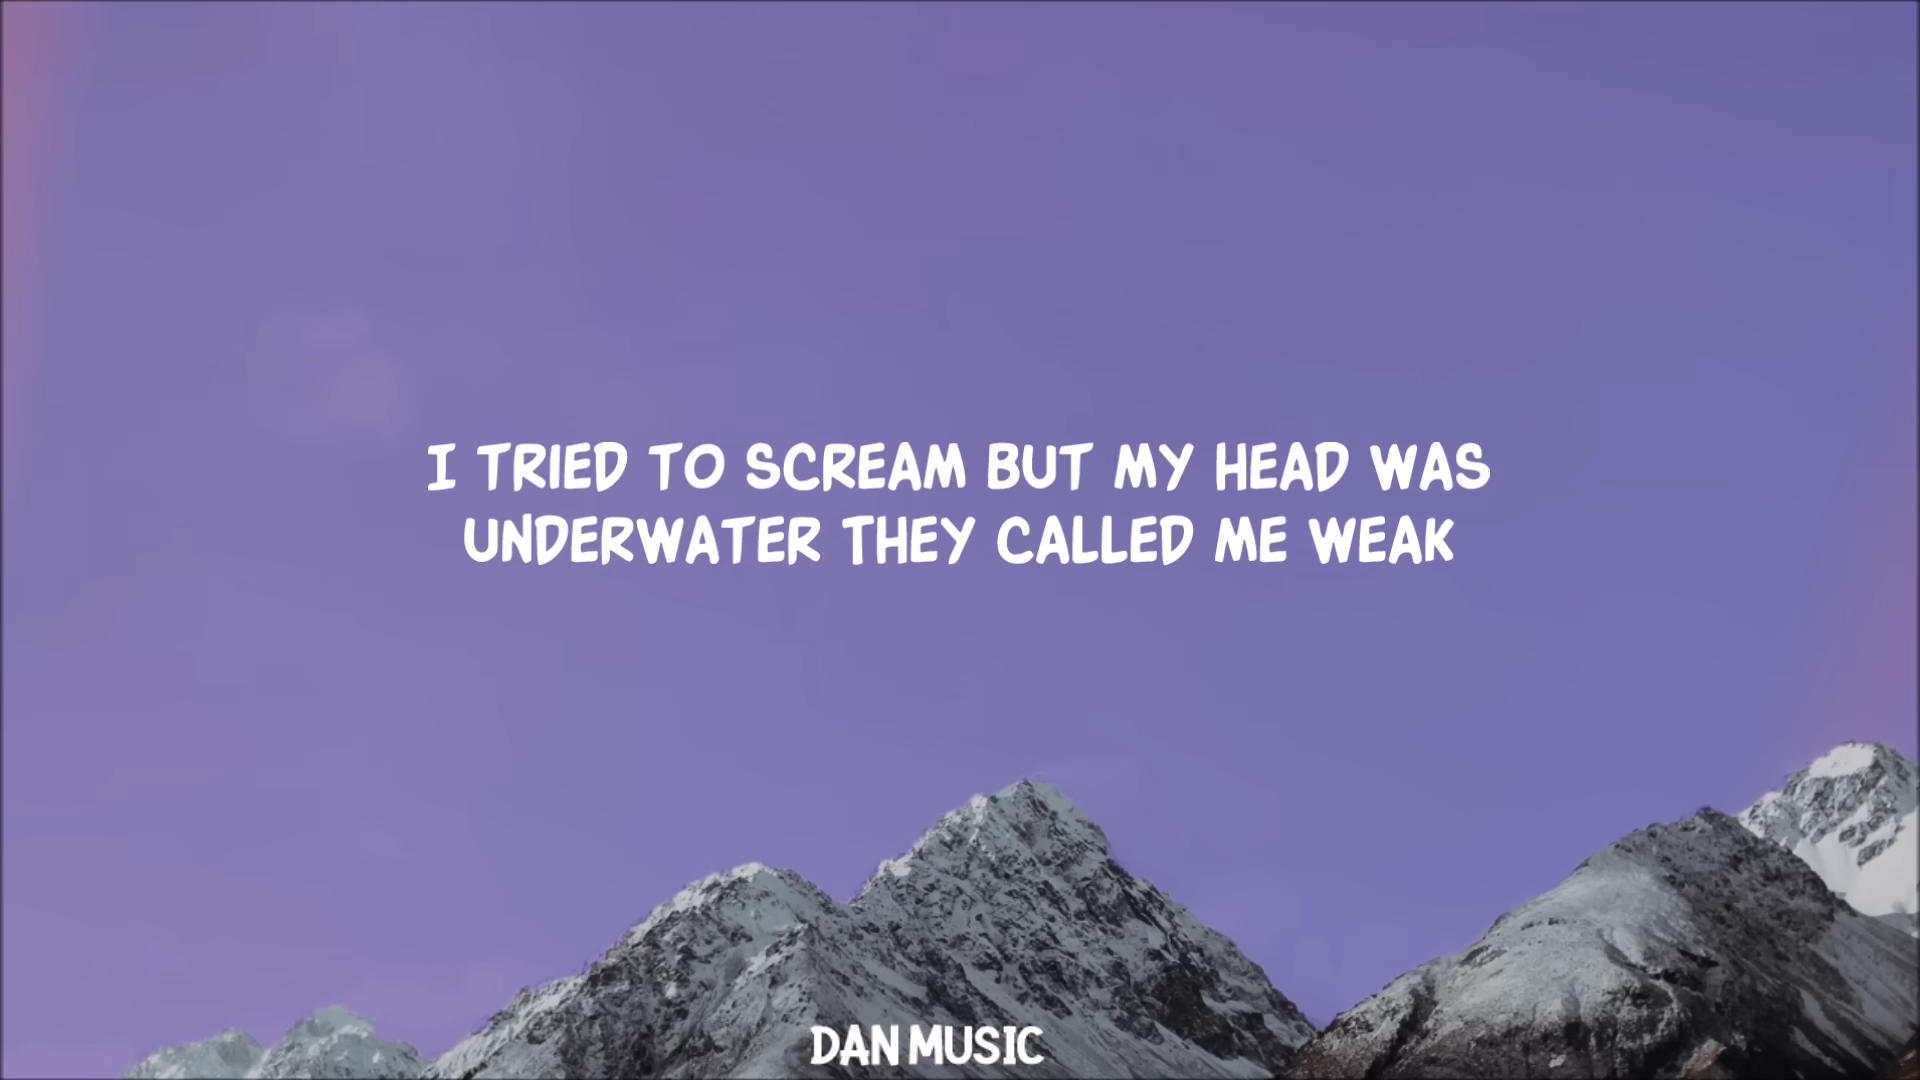 I TRIED TO SCREAM BUT MY HEAD WAS
UNDERWATER THEY CALLED ME WEAK
DAN MUSIC